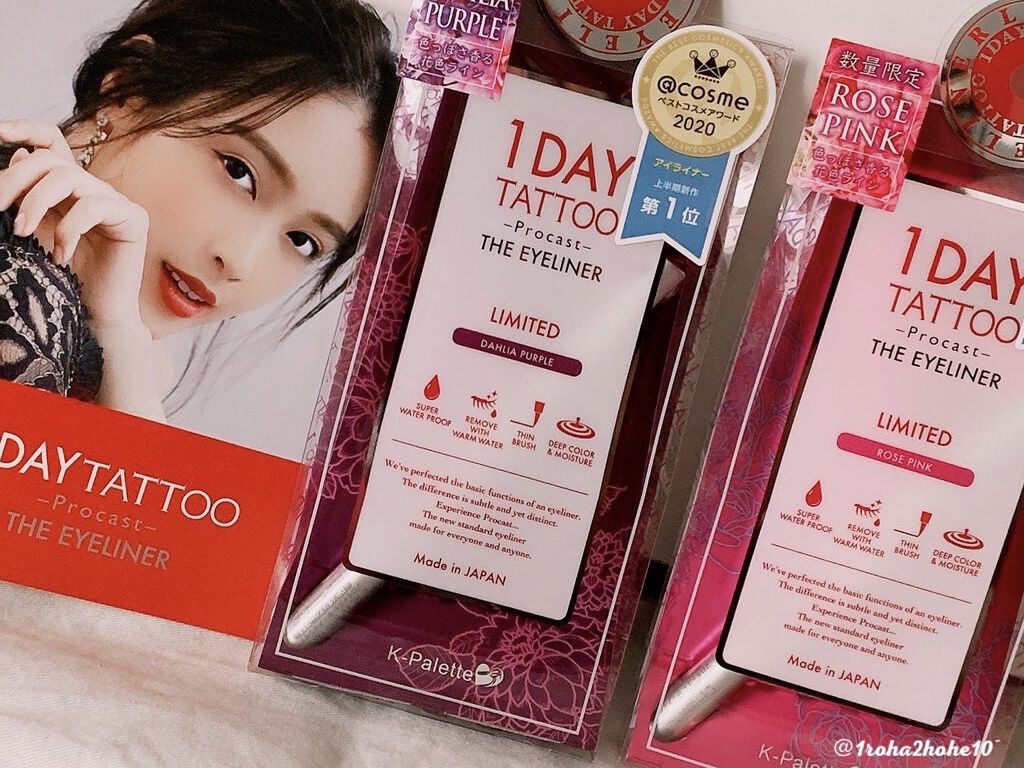 DAYTATTOO
-Procast-
THE EYELINER
PURPLE
色っぽさ香る
花色ライン
@cosme
ベストコスメアワード
2020
アイライナー
上半期新作
第1位
1DAY
TATTOO
-Procast-
THE EYELINER
LIMITED
DAHLIA PURPLE
SUPER
WATER PROOF
REMOVE
WITH
WARM WATER
THIN
BRUSH
DEEP COLOR
& MOISTURE
We've perfected the basic functions of an eyeliner.
The difference is subtle and yet distinct.
Experience Procast...
The new standard eyeliner
made for everyone and anyone.
Made in JAPAN
K-Palette
数量限定
ROSE
PINK
色っぽさ香る
花色ライン
1DAY
TATTOO
-Procast-
THE EYELINER
LIMITED
ROSE PINK
SUPER
WATER PROOF
REMOVE
WITH
WARM WATER
THIN
BRUSH
DEEP COLOR
& MOISTURE
We've perfected the basic functions of an eyeliner.
The difference is subtle and yet distinct.
Experience Procast...
The new standard eyeliner
made for everyone and anyone.
Made in JAPAN
K-Palette
@1roha2hohe10